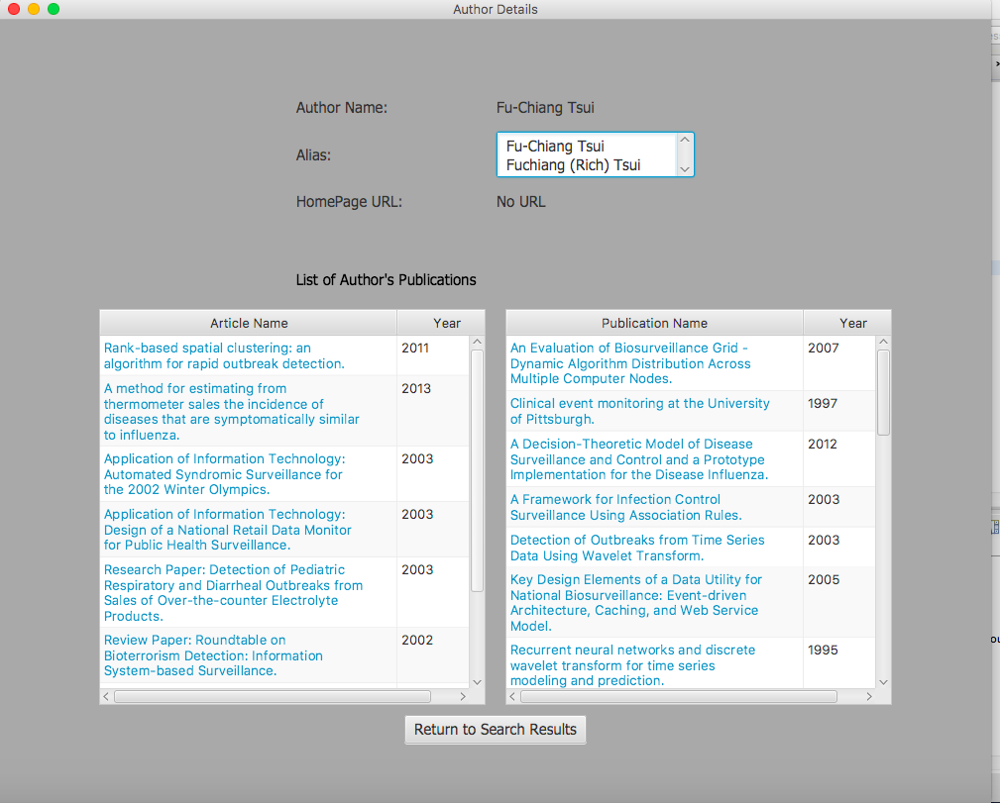 Author Details
Author Name:
Fu-Chiang Tsui
Alias:
Fu-Chiang Tsui
Fuchiang (Rich) Tsui
HomePage URL:
No URL
List of Author's Publications
Article Name
Year
Rank-based spatial clustering: an
algorithm for rapid outbreak detection.
2011
A method for estimating from
thermometer sales the incidence of
diseases that are symptomatically similar
to influenza.
2013
Application of Information Technology:
Automated Syndromic Surveillance for
the 2002 Winter Olympics.
2003
Application of Information Technology:
Design of a National Retail Data Monitor
for Public Health Surveillance.
2003
Research Paper: Detection of Pediatric
Respiratory and Diarrheal Outbreaks from
Sales of Over-the-counter Electrolyte
Products.
2003
Review Paper: Roundtable on
Bioterrorism Detection: Information
System-based Surveillance.
2002
Publication Name
Year
An Evaluation of Biosurveillance Grid -
Dynamic Algorithm Distribution Across
Multiple Computer Nodes.
2007
Clinical event monitoring at the University
of Pittsburgh.
1997
A Decision-Theoretic Model of Disease
Surveillance and Control and a Prototype
Implementation for the Disease Influenza.
2012
A Framework for Infection Control
Surveillance Using Association Rules.
2003
Detection of Outbreaks from Time Series
Data Using Wavelet Transform.
2003
Key Design Elements of a Data Utility for
National Biosurveillance: Event-driven
Architecture, Caching, and Web Service
Model.
2005
Recurrent neural networks and discrete
wavelet transform for time series
modeling and prediction.
1995
Return to Search Results